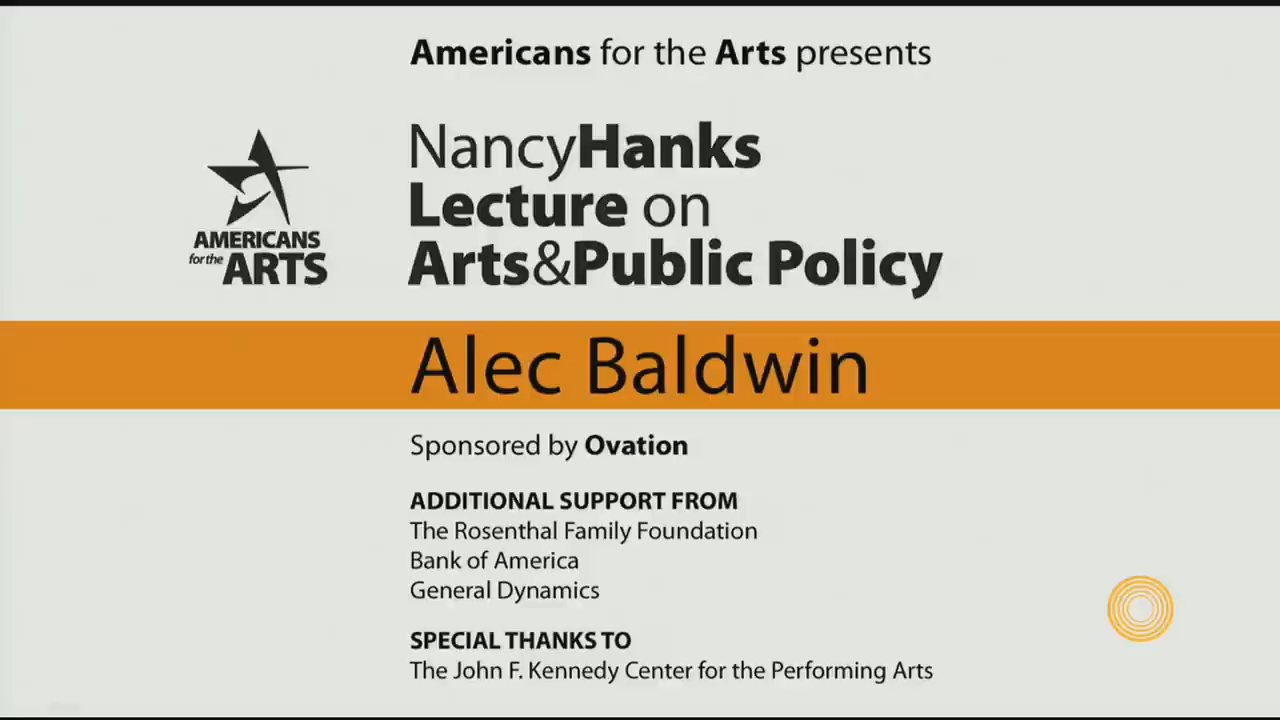 Americans for the Arts presents
AMERICANS
for the ARTS
NancyHanks
Lecture on
Arts&Public Policy
Alec Baldwin
Sponsored by Ovation
ADDITIONAL SUPPORT FROM
The Rosenthal Family Foundation
Bank of America
General Dynamics
SPECIAL THANKS TO
The John F. Kennedy Center for the Performing Arts